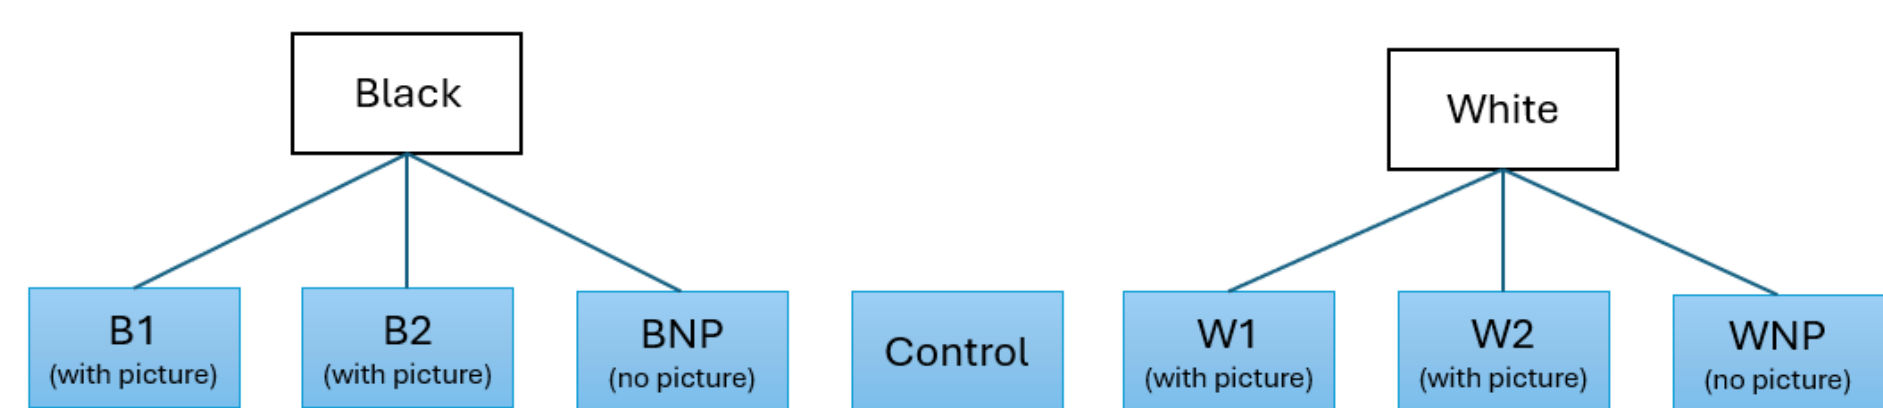 Black
White
B1
(with picture)
B2
(with picture)
BNP
(no picture)
Control
W1
(with picture)
W2
(with picture)
WNP
(no picture)